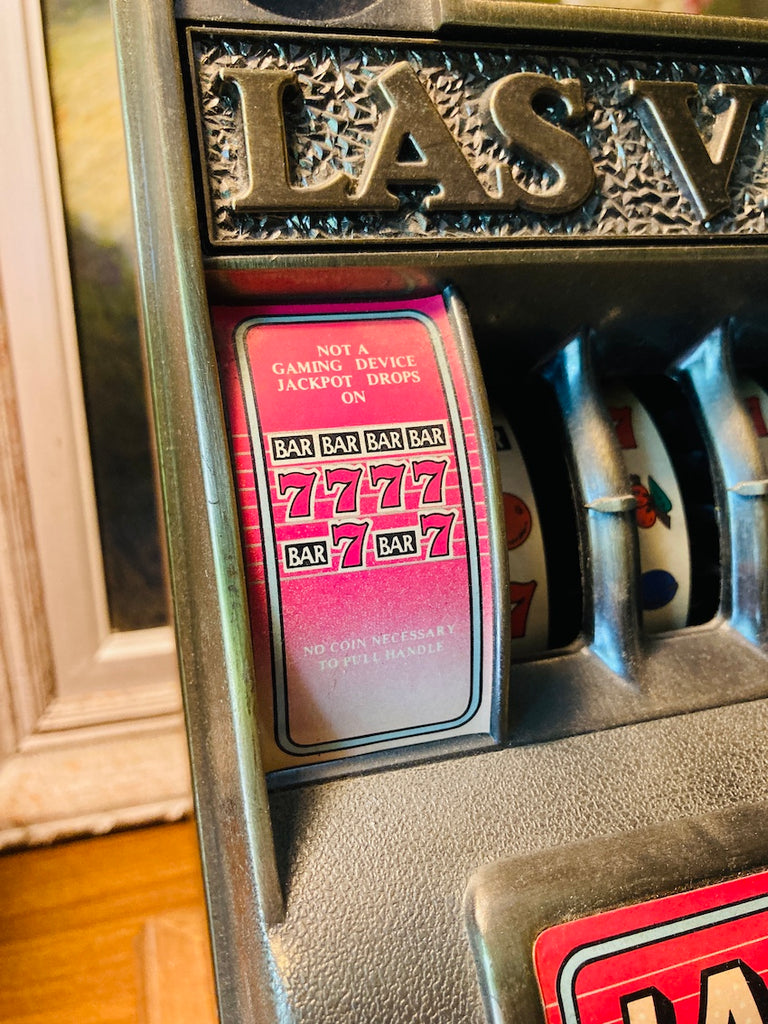 LAS V
NOT A
GAMING DEVICE
JACKPOT DROPS
ON
BAR BAR BAR BAR
7 7 7 7
BAR 7 BAR 7
NO COIN NECESSARY
TO PULL HANDLE
LA